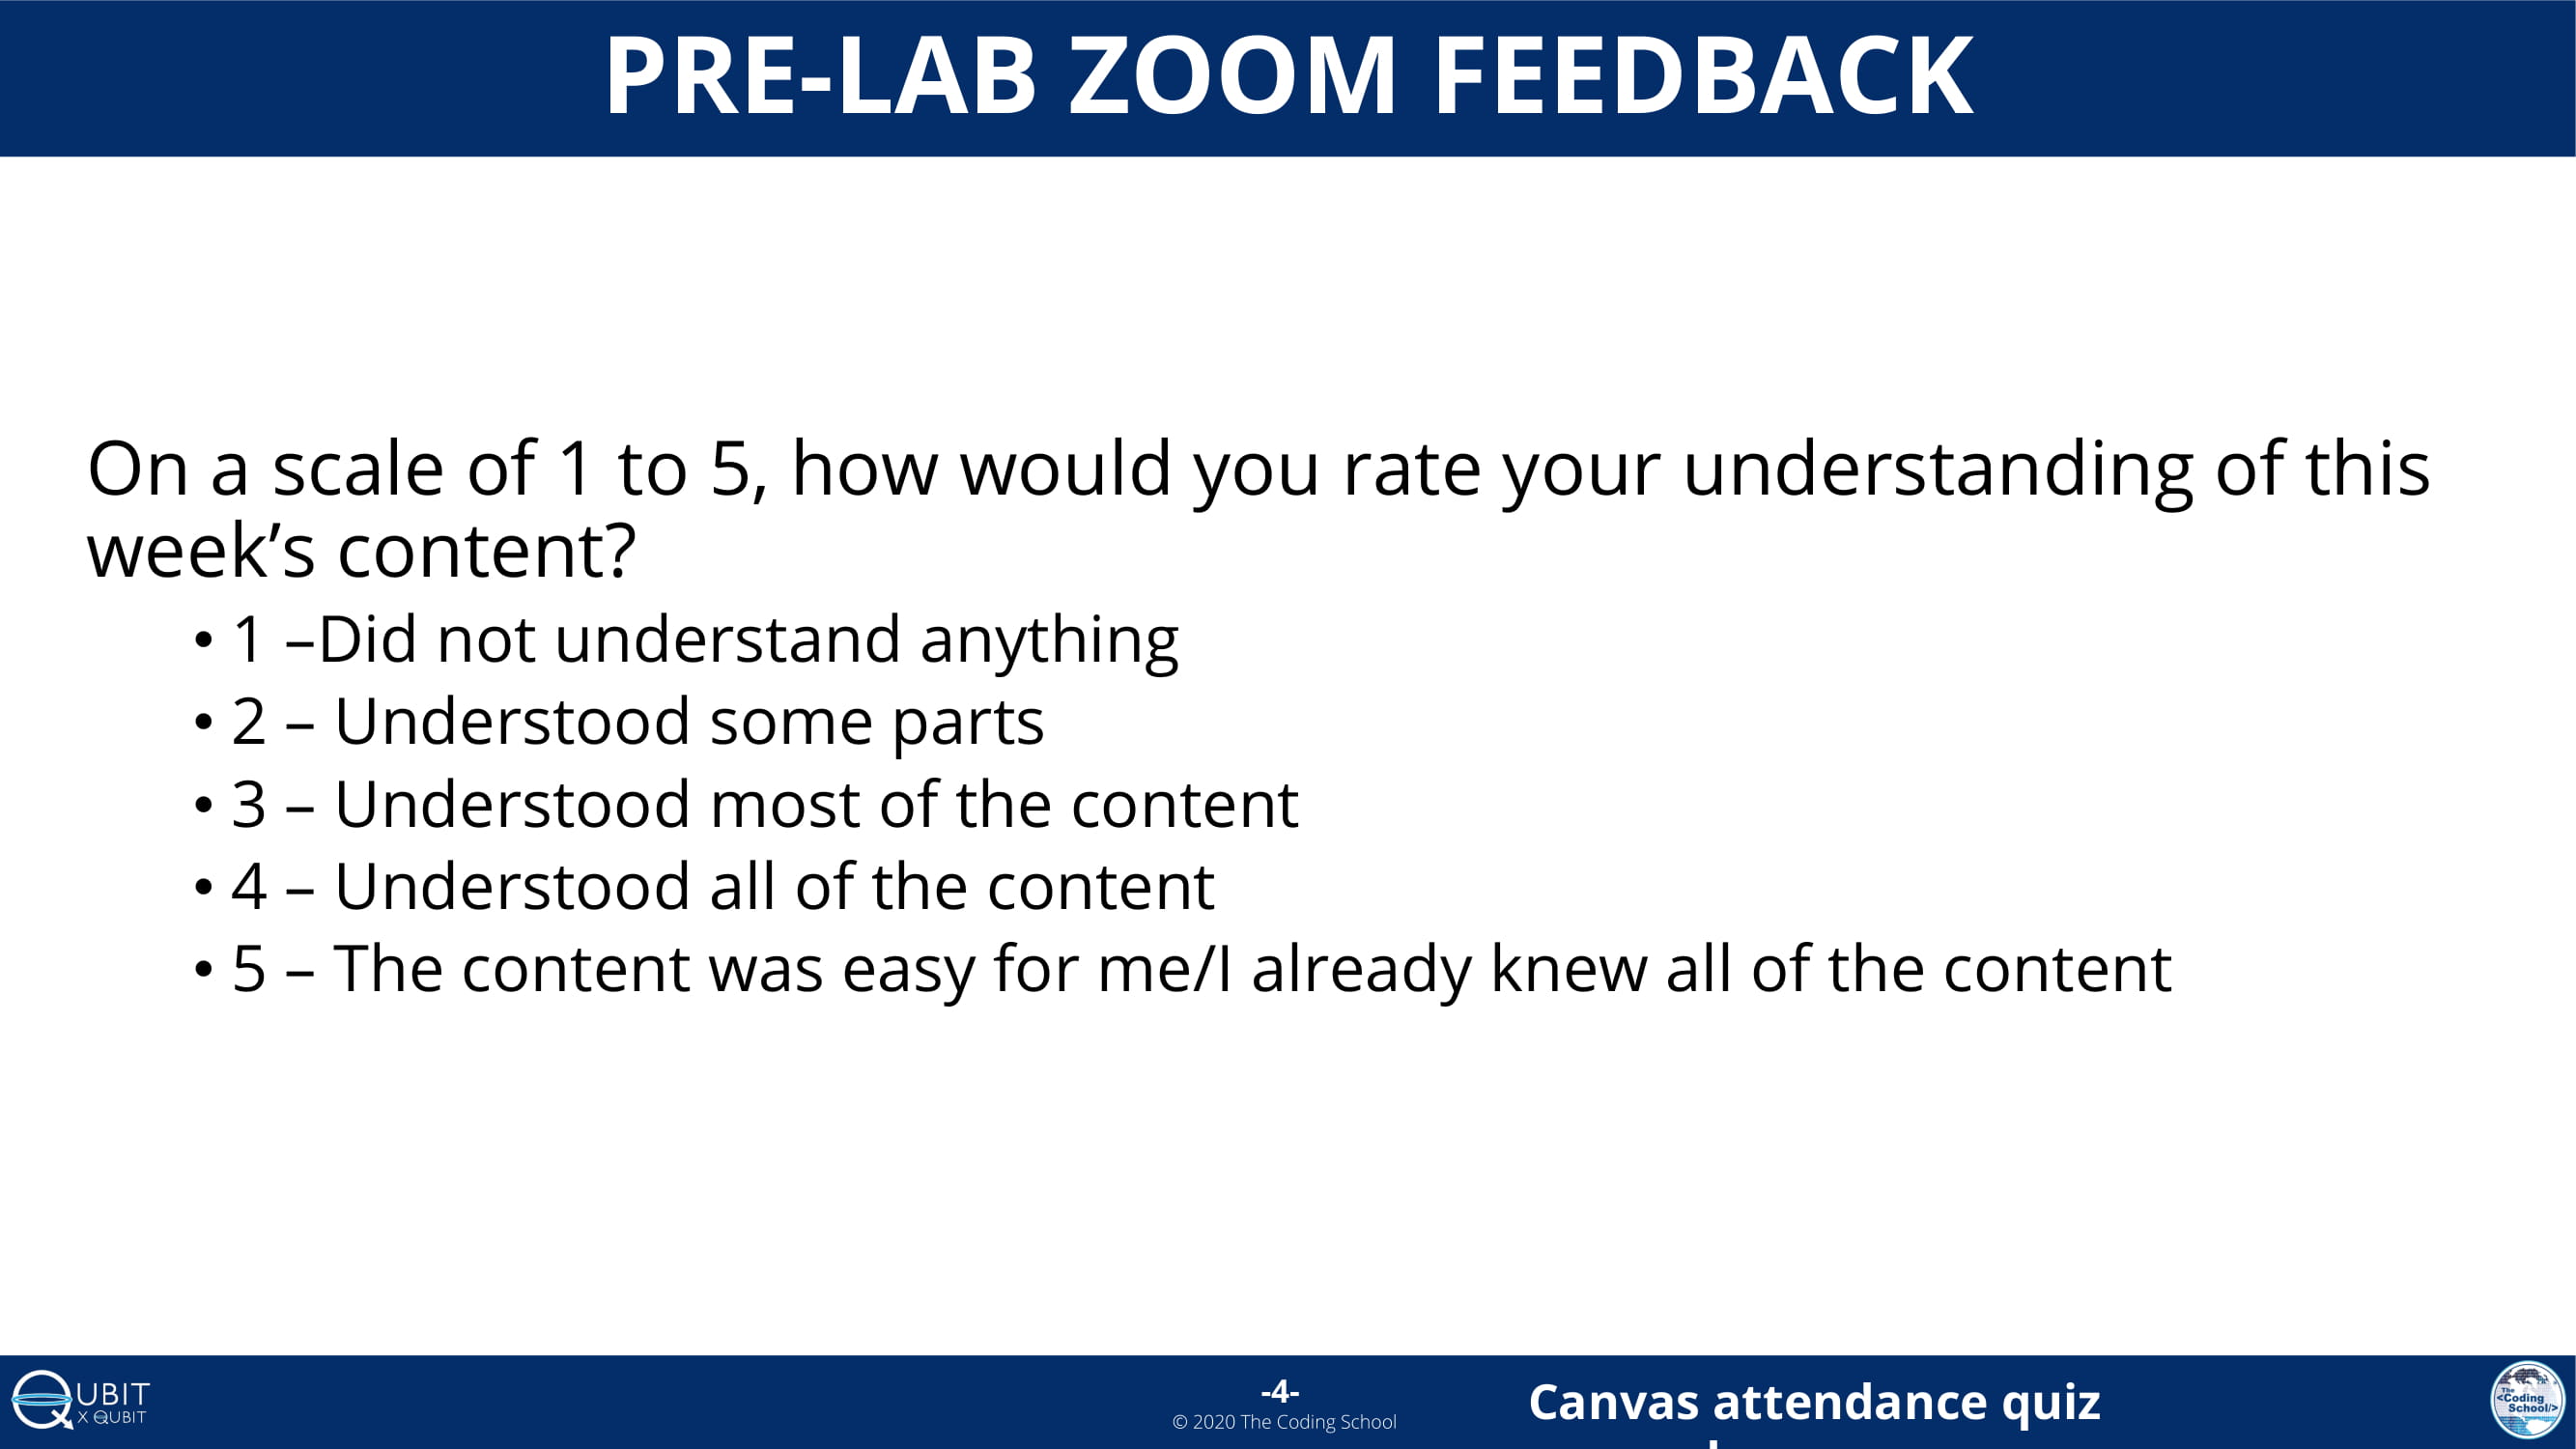 PRE-LAB ZOOM FEEDBACK
On a scale of 1 to 5, how would you rate your understanding of this
week’s content?
• 1 –Did not understand anything
• 2 – Understood some parts
• 3 – Understood most of the content
• 4 – Understood all of the content
• 5 – The content was easy for me/I already knew all of the content
QUBIT
X QUBIT
-4-
© 2020 The Coding School
Canvas attendance quiz
The
<Coding
School/>